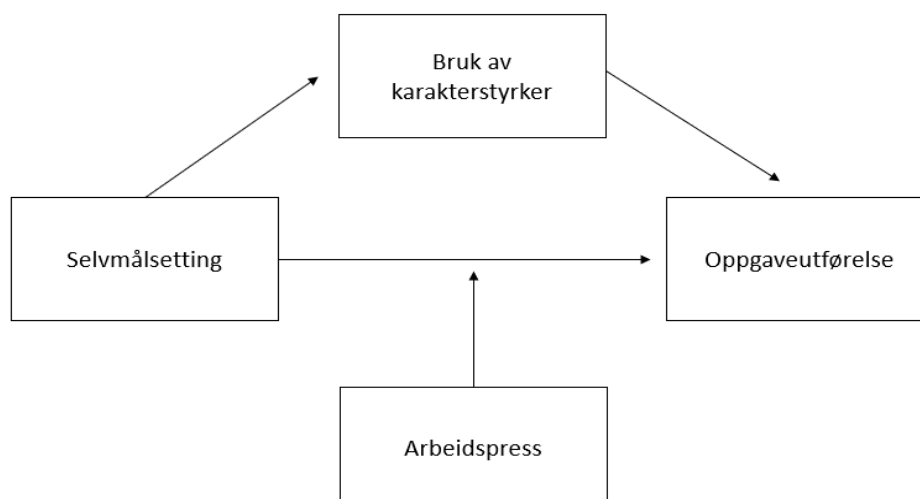 Bruk av
karakterstyrker
Selvmålsetting
Oppgaveutførelse
Arbeidspress